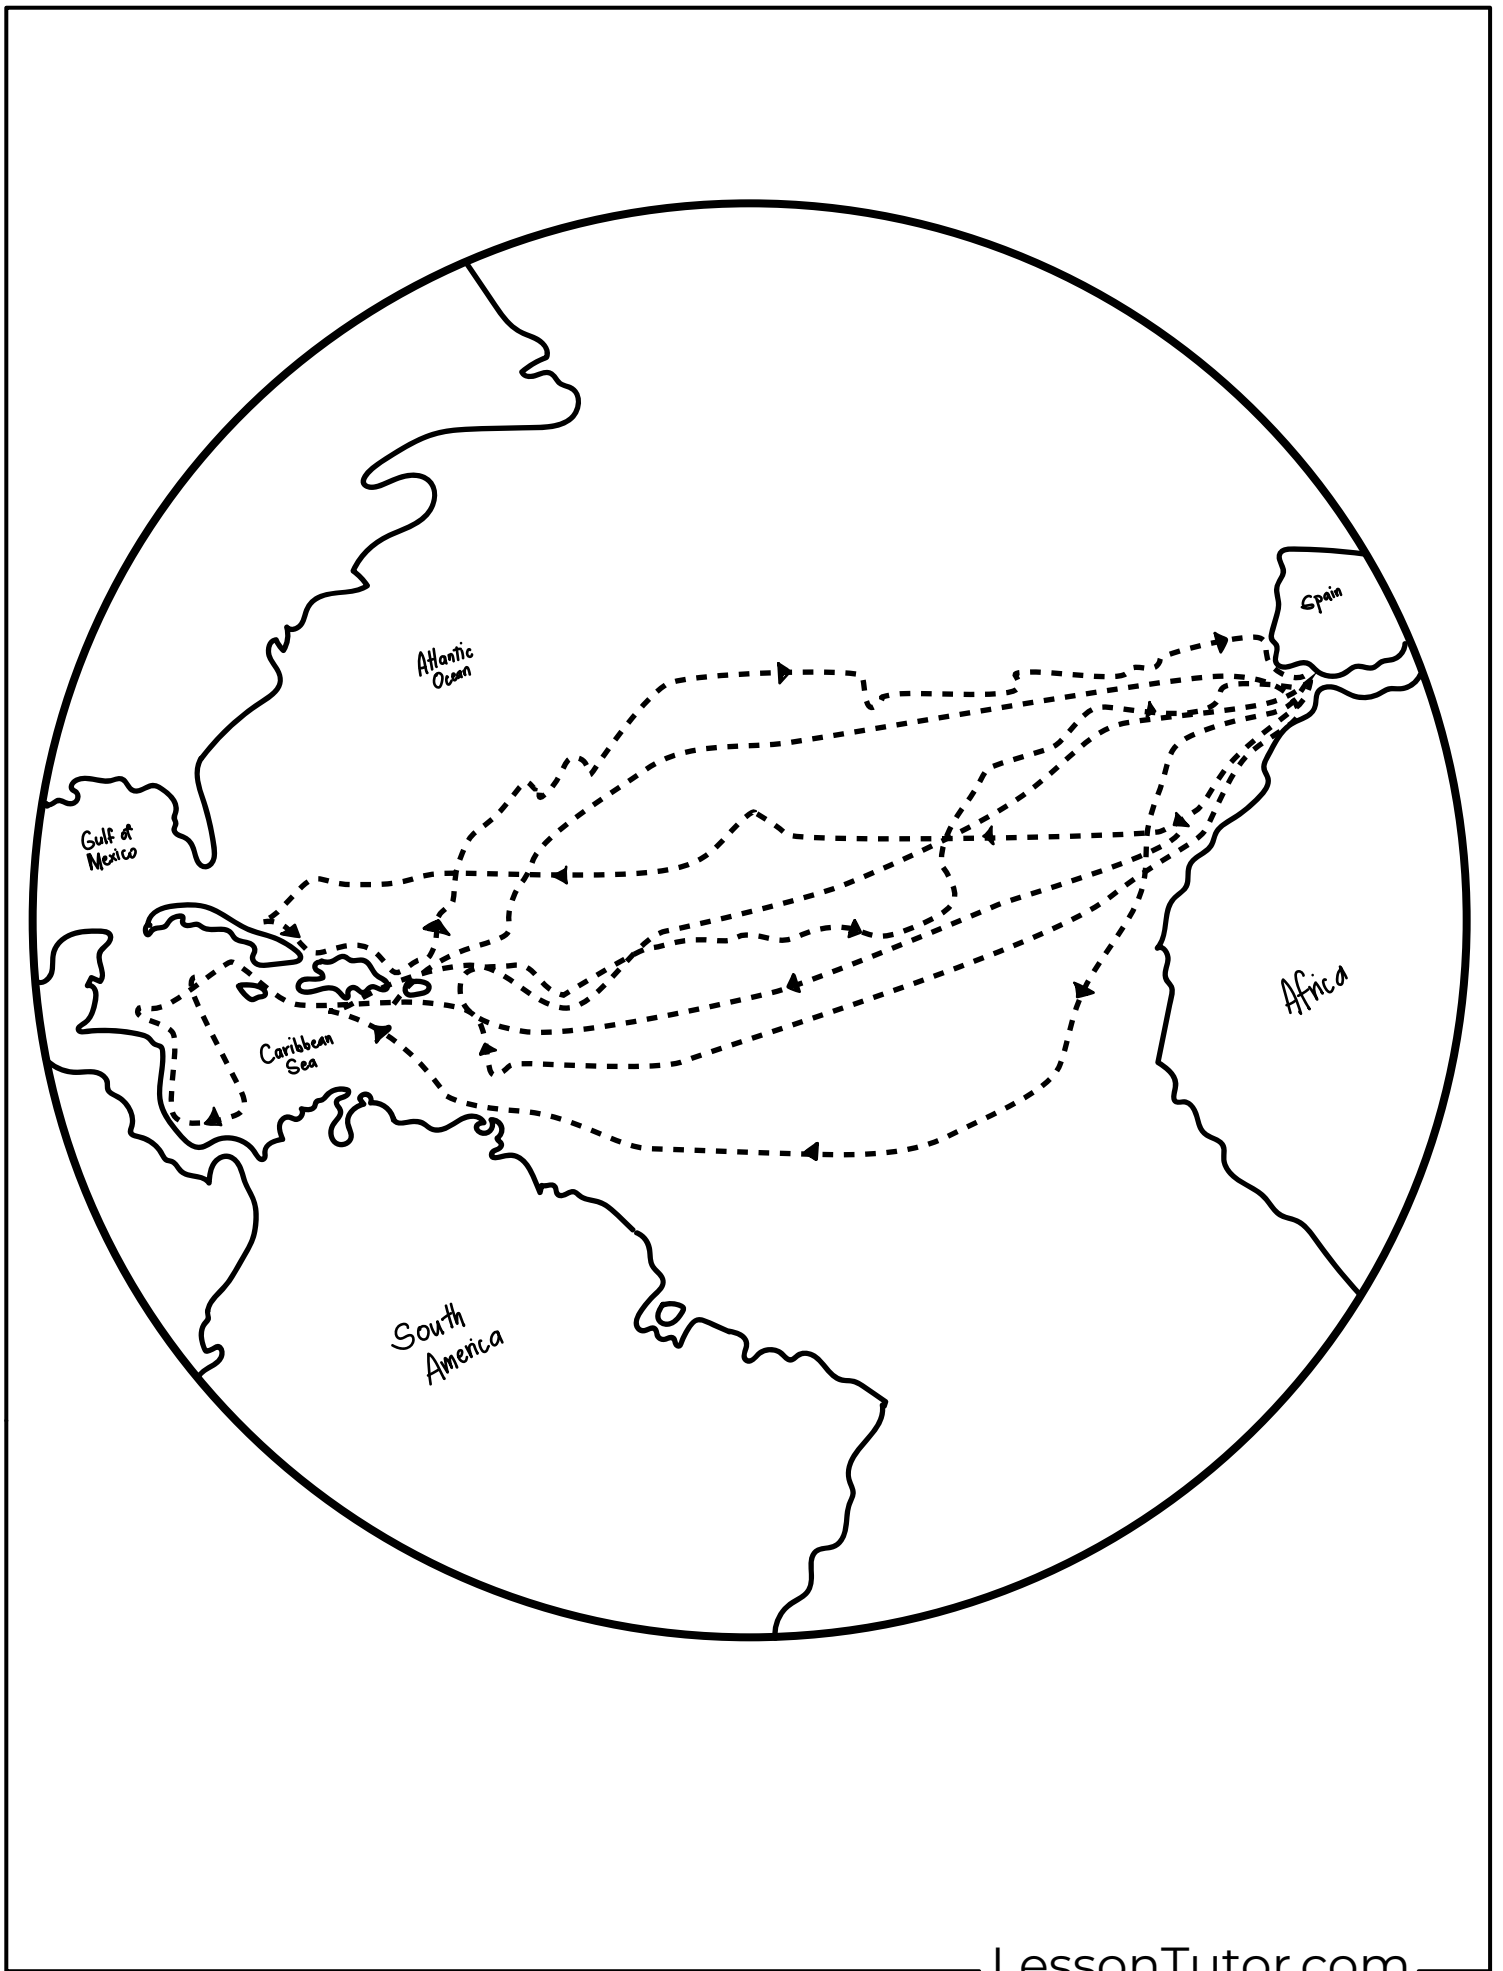 Spain
Atlantic
Ocean
Gulf of
Mexico
Africa
Caribbean
Sea
South
America
LessonTutor.com